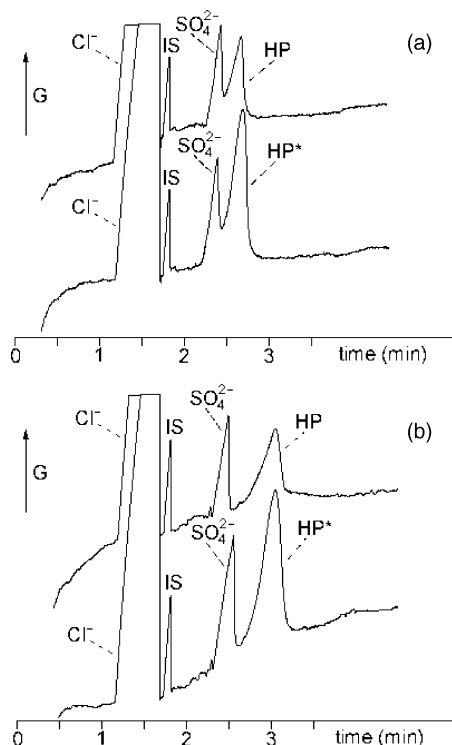 (a)
SO₄²⁻
Cl⁻
IS
HP
G
SO₄²⁻
HP*
Cl⁻
IS
0 1 2 3 time (min)
(b)
SO₄²⁻
Cl⁻
IS
HP
G
SO₄²⁻
HP*
IS
Cl⁻
0 1 2 3 time (min)